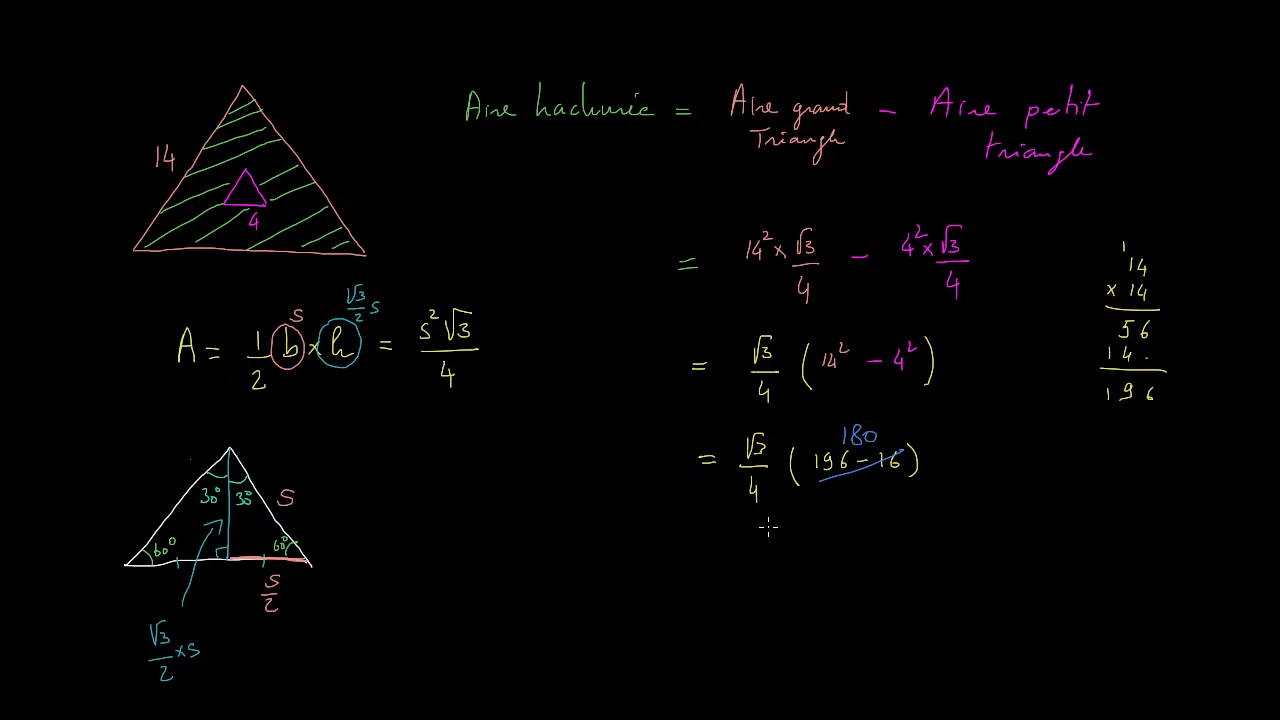 Aire hachurée = Aire grand Triangle − Aire petit triangle
14
4
= 14² × √3/4 − 4² × √3/4
1
14
× 14
56
14.
196
A = 1/2 b × h = s²√3/4
s
√3/2 s
= √3/4 (14² − 4²)
180
= √3/4 (196 − 16)
30° 30° s
60° 60°
s/2
√3/2 × s